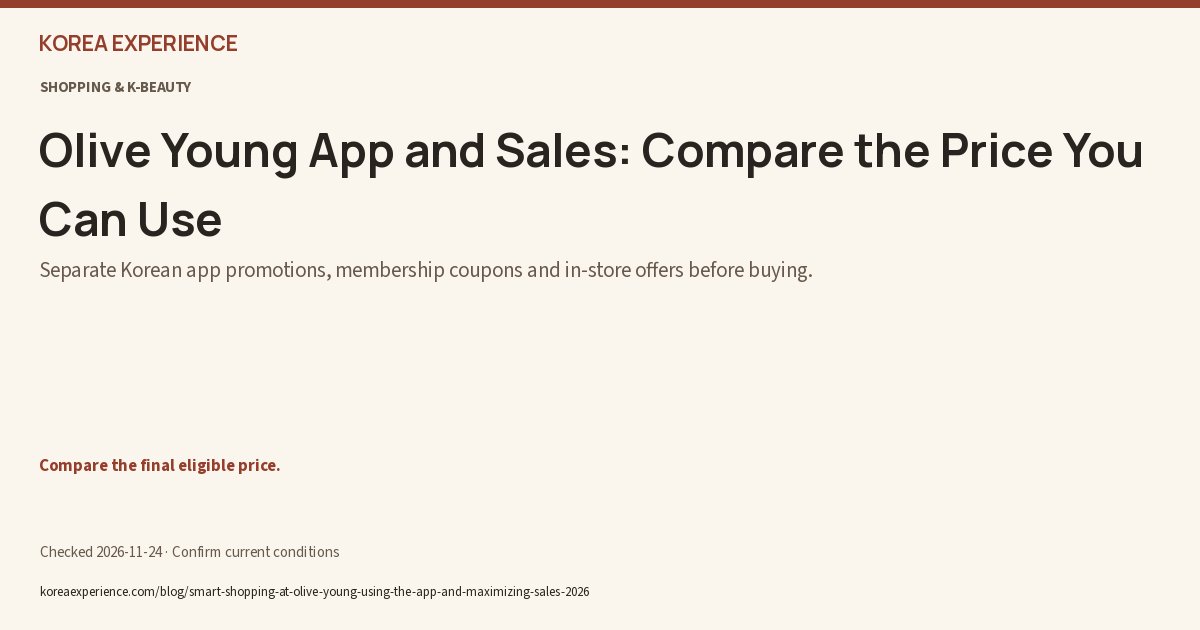 KOREA EXPERIENCE
SHOPPING & K-BEAUTY
Olive Young App and Sales: Compare the Price You
Can Use
Separate Korean app promotions, membership coupons and in-store offers before buying.
Compare the final eligible price.
Checked 2026-11-24 · Confirm current conditions
koreaexperience.com/blog/smart-shopping-at-olive-young-using-the-app-and-maximizing-sales-2026